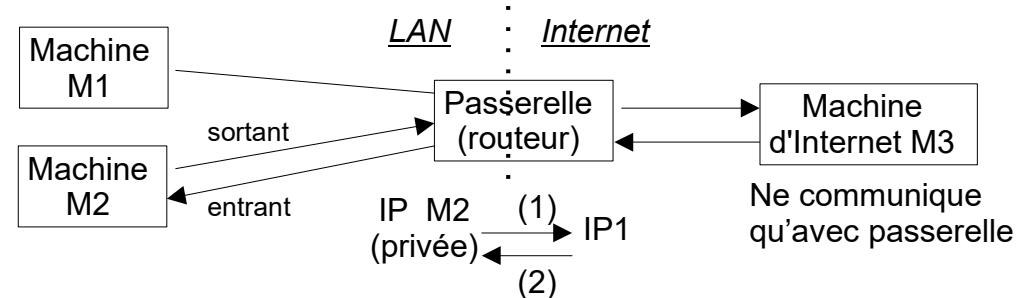 LAN
Internet
Machine
M1
Passerelle
(routeur)
Machine
d'Internet M3
sortant
Machine
M2
entrant
IP M2
(privée)
(1)
IP1
(2)
Ne communique
qu’avec passerelle